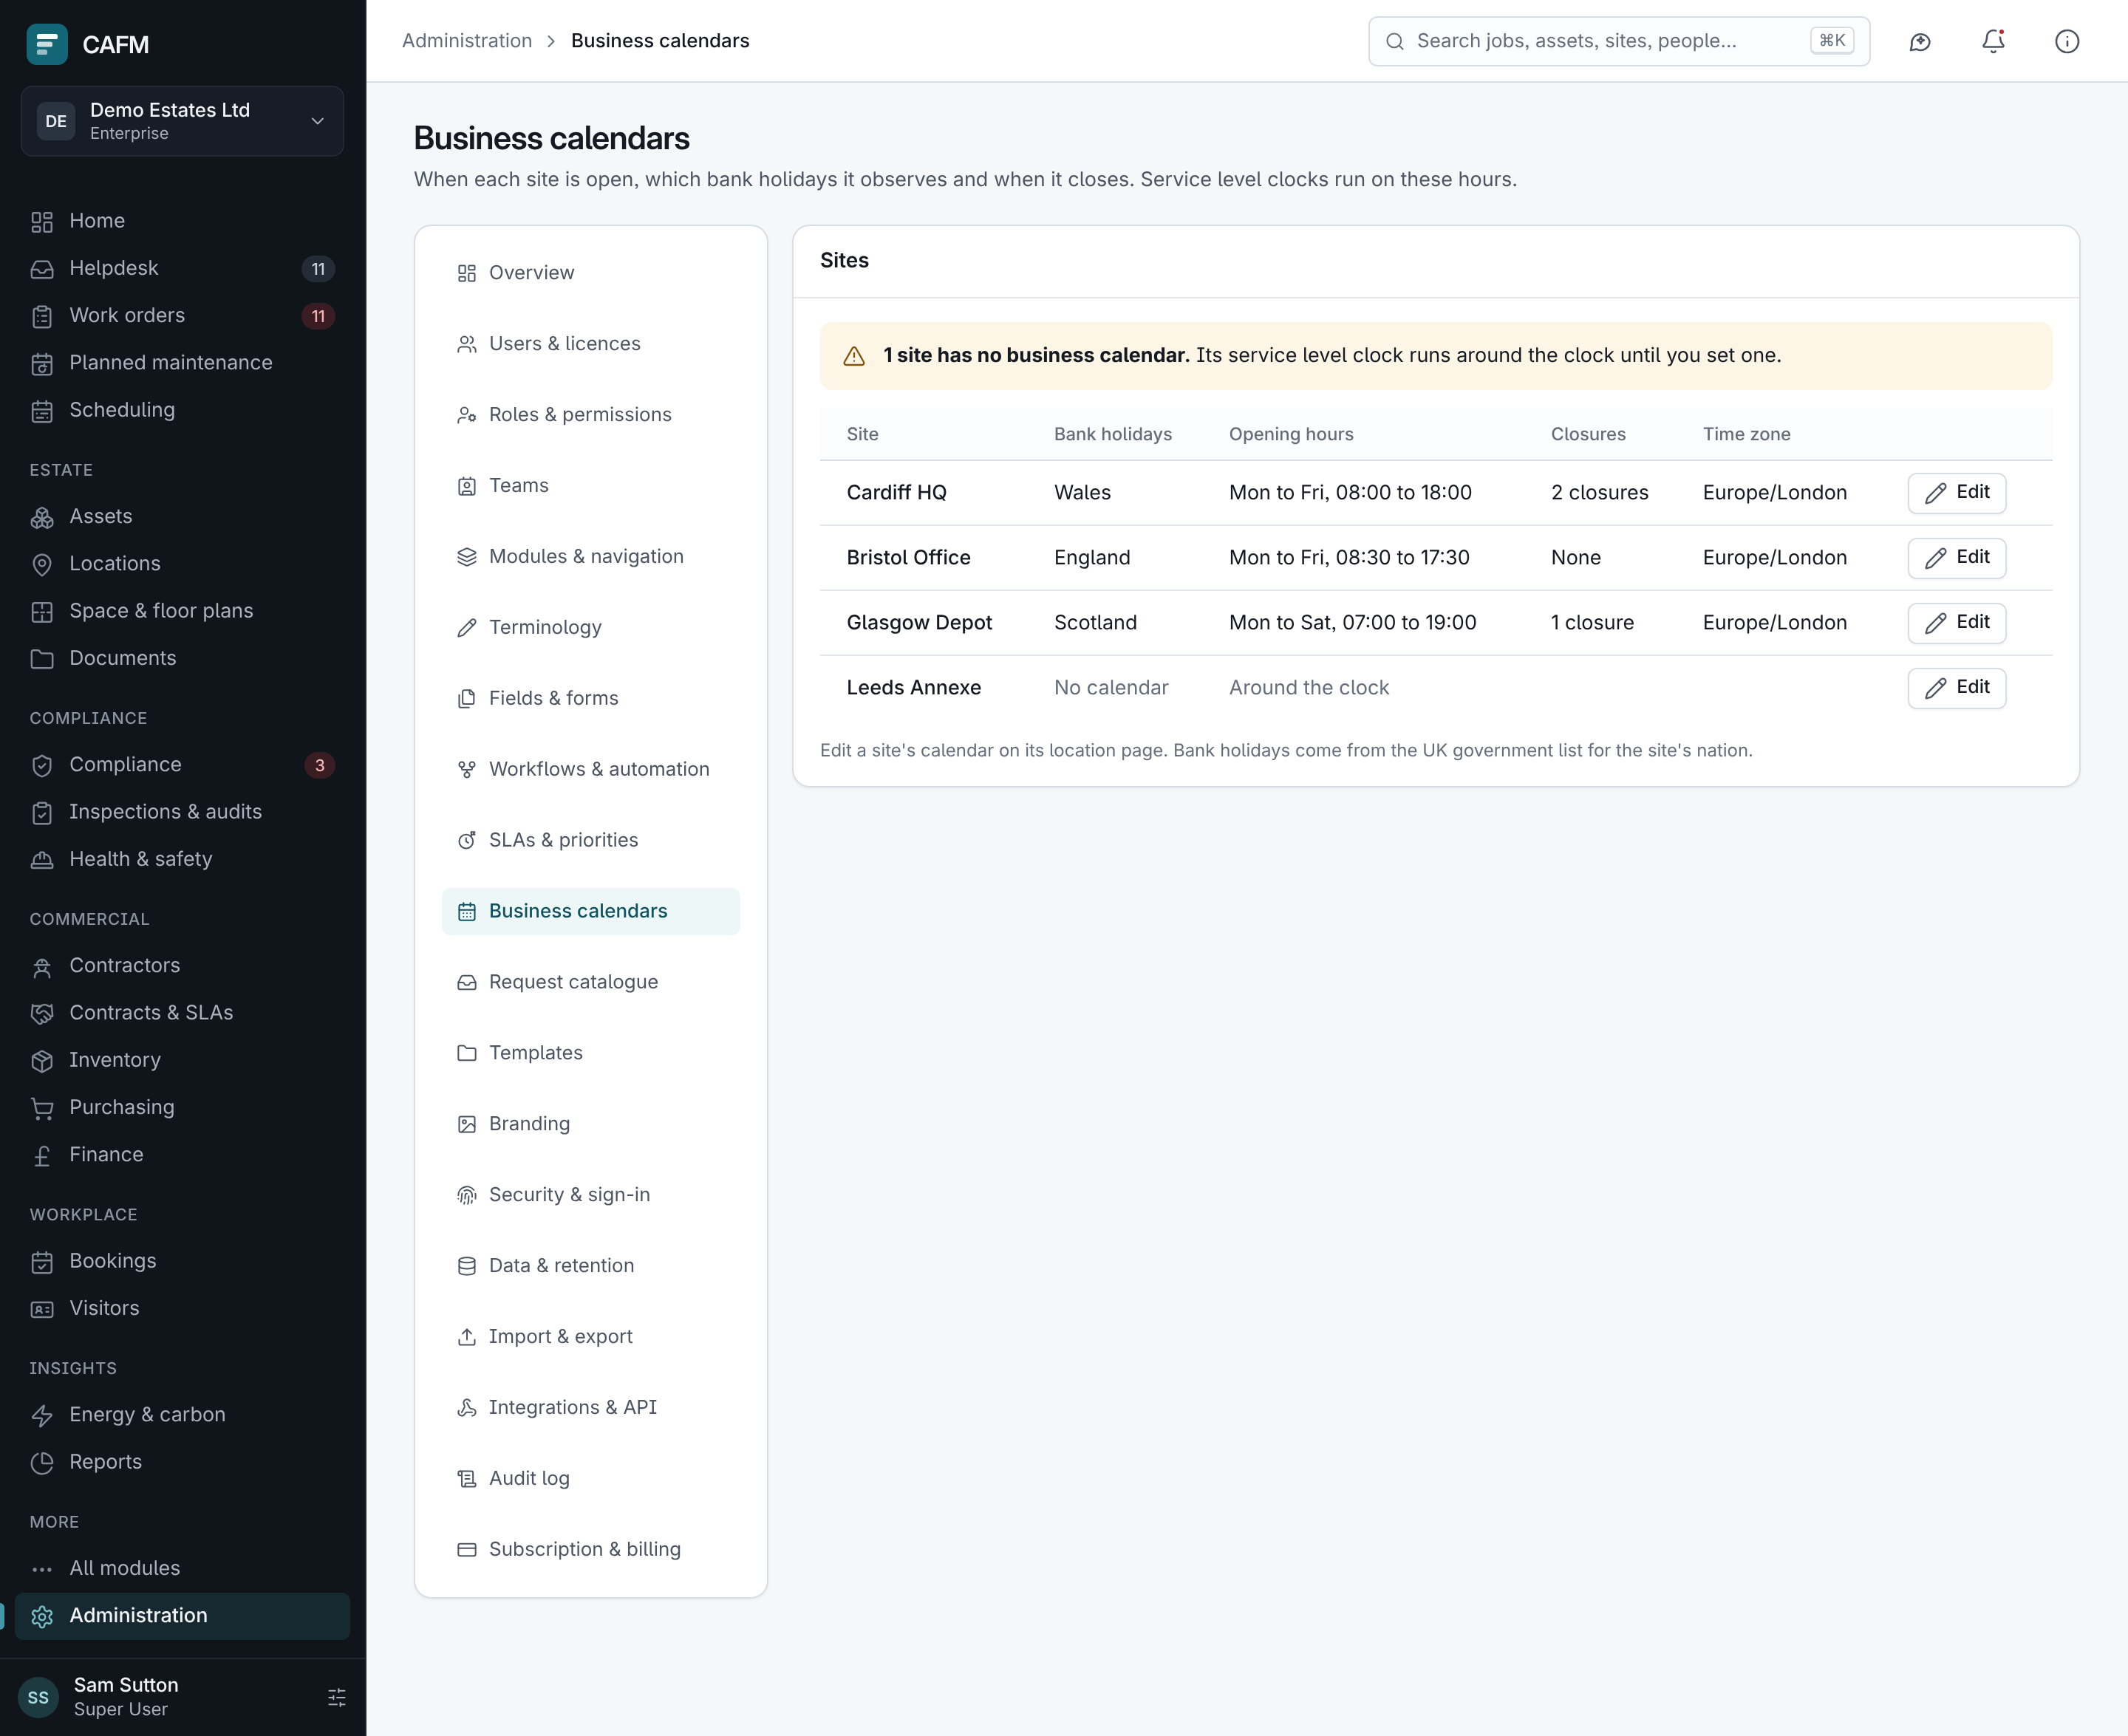 CAFM
DE
Demo Estates Ltd
Enterprise
Home
Helpdesk 11
Work orders 11
Planned maintenance
Scheduling
ESTATE
Assets
Locations
Space & floor plans
Documents
COMPLIANCE
Compliance 3
Inspections & audits
Health & safety
COMMERCIAL
Contractors
Contracts & SLAs
Inventory
Purchasing
Finance
WORKPLACE
Bookings
Visitors
INSIGHTS
Energy & carbon
Reports
MORE
All modules
Administration
SS
Sam Sutton
Super User
Administration > Business calendars
Search jobs, assets, sites, people... ⌘K
Business calendars
When each site is open, which bank holidays it observes and when it closes. Service level clocks run on these hours.
Overview
Users & licences
Roles & permissions
Teams
Modules & navigation
Terminology
Fields & forms
Workflows & automation
SLAs & priorities
Business calendars
Request catalogue
Templates
Branding
Security & sign-in
Data & retention
Import & export
Integrations & API
Audit log
Subscription & billing
Sites
1 site has no business calendar. Its service level clock runs around the clock until you set one.
Site Bank holidays Opening hours Closures Time zone
Cardiff HQ Wales Mon to Fri, 08:00 to 18:00 2 closures Europe/London Edit
Bristol Office England Mon to Fri, 08:30 to 17:30 None Europe/London Edit
Glasgow Depot Scotland Mon to Sat, 07:00 to 19:00 1 closure Europe/London Edit
Leeds Annexe No calendar Around the clock Edit
Edit a site's calendar on its location page. Bank holidays come from the UK government list for the site's nation.